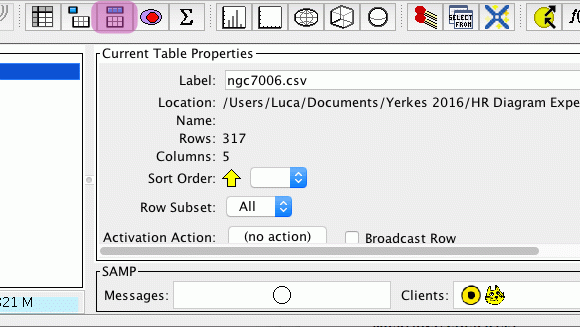 SELECT
FROM
Current Table Properties
Label: ngc7006.csv
Location: /Users/Luca/Documents/Yerkes 2016/HR Diagram Expe
Name:
Rows: 317
Columns: 5
Sort Order:
Row Subset: All
Activation Action: (no action) Broadcast Row
SAMP
321 M Messages: Clients: